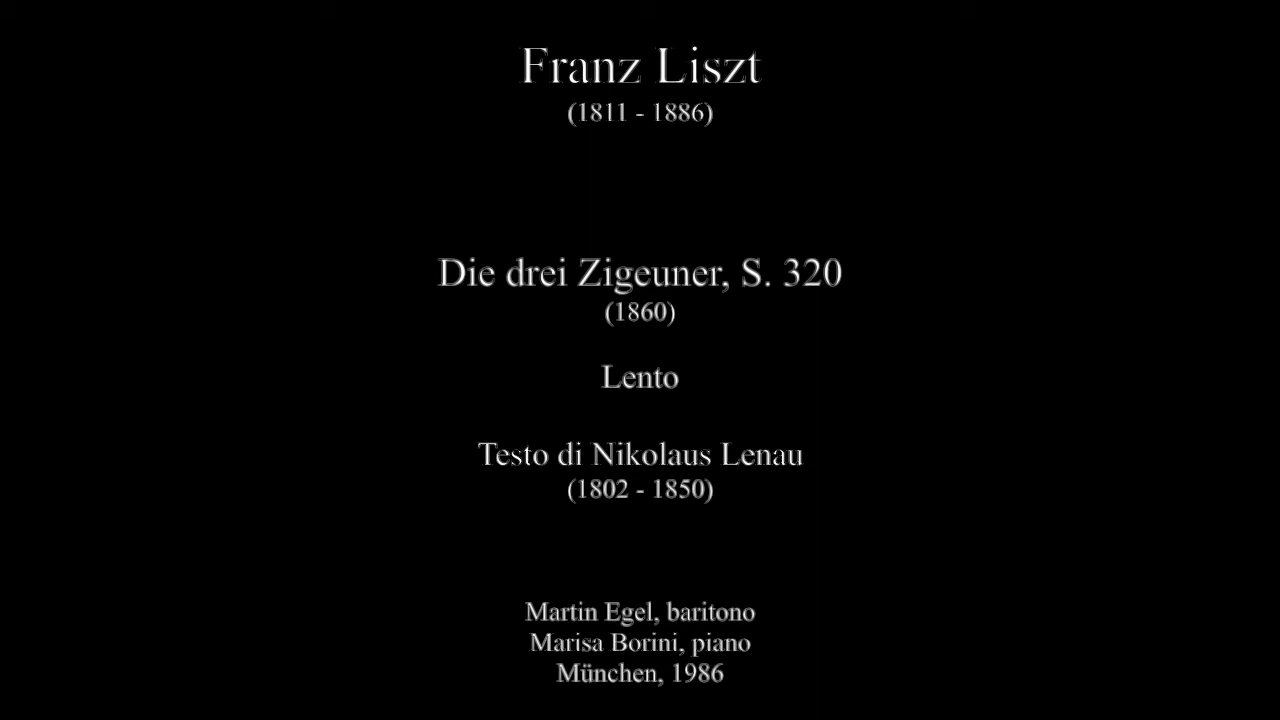 Franz Liszt
(1811 - 1886)
Die drei Zigeuner, S. 320
(1860)
Lento
Testo di Nikolaus Lenau
(1802 - 1850)
Martin Egel, baritono
Marisa Borini, piano
München, 1986